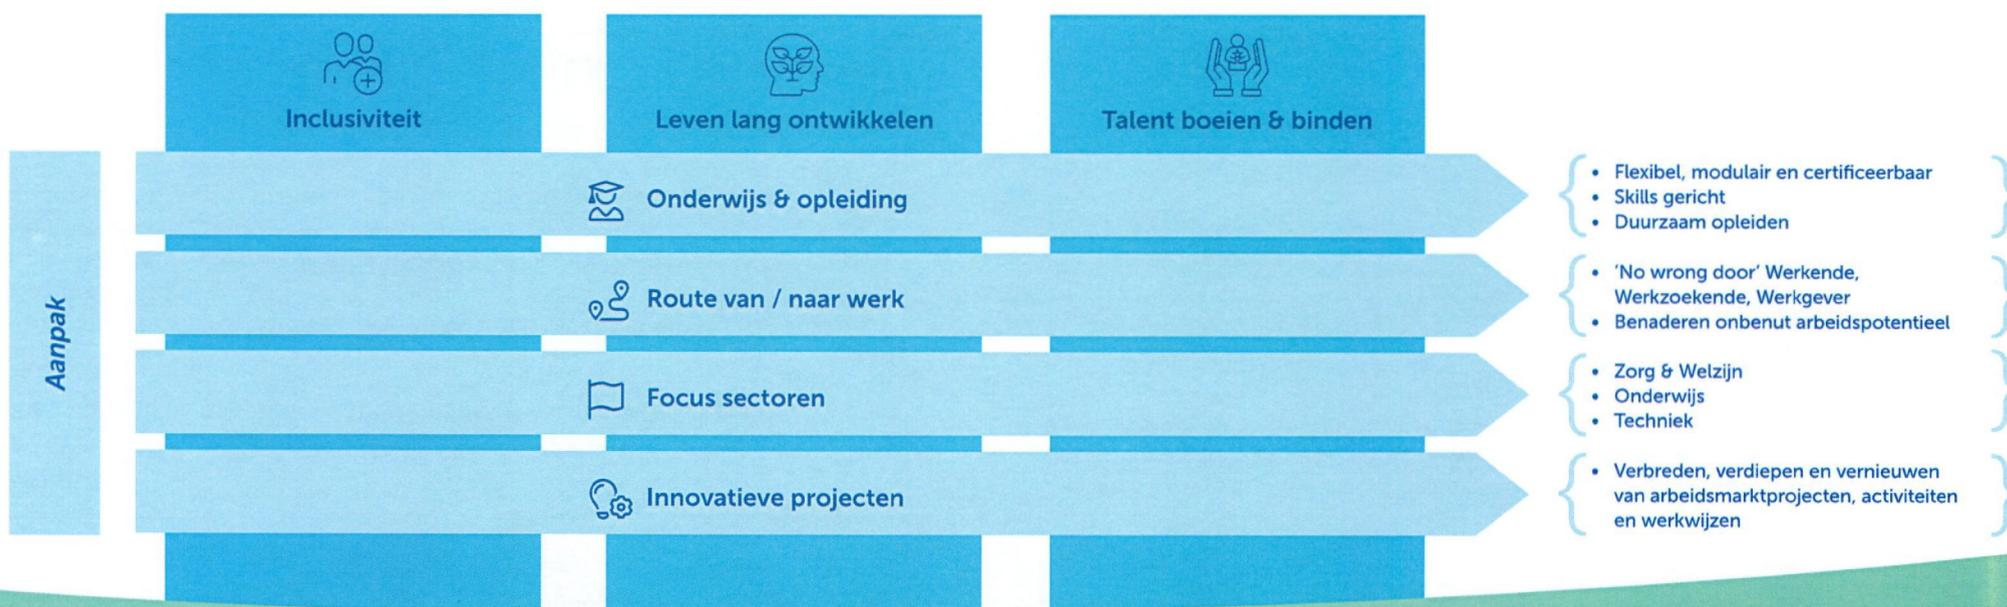 Inclusiviteit
Leven lang ontwikkelen
Talent boeien & binden
Aanpak
Onderwijs & opleiding
• Flexibel, modulair en certificeerbaar
• Skills gericht
• Duurzaam opleiden
Route van / naar werk
• ‘No wrong door’ Werkende,
Werkzoekende, Werkgever
• Benaderen onbenut arbeidspotentieel
Focus sectoren
• Zorg & Welzijn
• Onderwijs
• Techniek
Innovatieve projecten
• Verbreden, verdiepen en vernieuwen
van arbeidsmarktprojecten, activiteiten
en werkwijzen